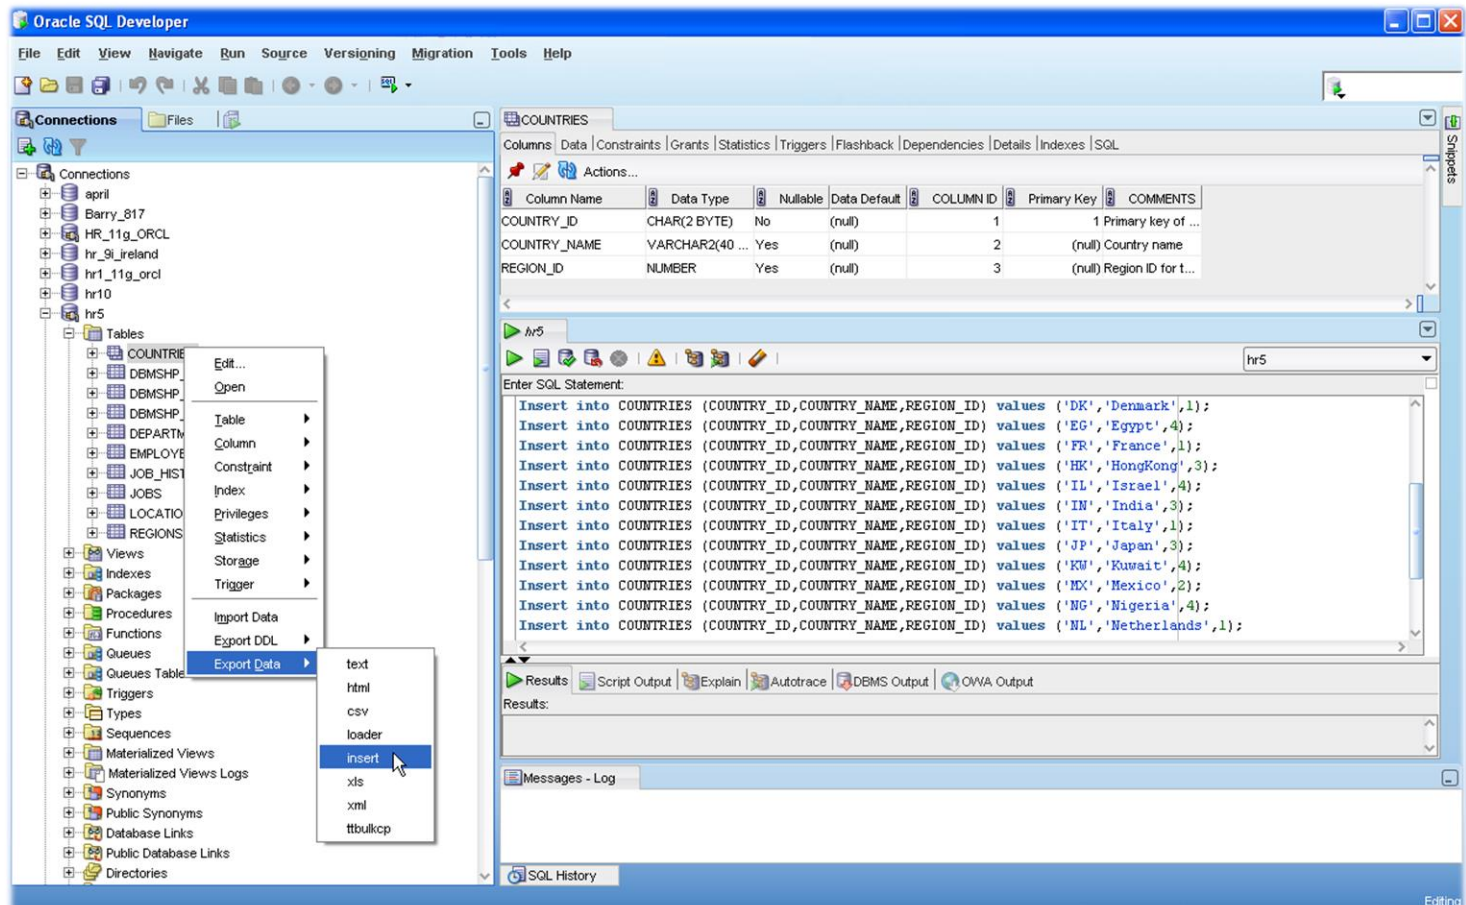 Oracle SQL Developer
File Edit View Navigate Run Source Versioning Migration Tools Help
Connections Files
Connections
april
Barry_817
HR_11g_ORCL
hr_9i_ireland
hr1_11g_orcl
hr10
hr5
Tables
COUNTRIE
DBMSHP_
DBMSHP_
DBMSHP_
DEPARTM
EMPLOYE
JOB_HIST
JOBS
LOCATIO
REGIONS
Views
Indexes
Packages
Procedures
Functions
Queues
Queues Table
Triggers
Types
Sequences
Materialized Views
Materialized Views Logs
Synonyms
Public Synonyms
Database Links
Public Database Links
Directories
Edit...
Open
Table
Column
Constraint
Index
Privileges
Statistics
Storage
Trigger
Import Data
Export DDL
Export Data
text
html
csv
loader
insert
xls
xml
ttbulkcp
COUNTRIES
Columns Data Constraints Grants Statistics Triggers Flashback Dependencies Details Indexes SQL
Actions...
Column Name Data Type Nullable Data Default COLUMN ID Primary Key COMMENTS
COUNTRY_ID CHAR(2 BYTE) No (null) 1 1 Primary key of ...
COUNTRY_NAME VARCHAR2(40 ... Yes (null) 2 (null) Country name
REGION_ID NUMBER Yes (null) 3 (null) Region ID for t...
Snippets
hr5
hr5
Enter SQL Statement:
Insert into COUNTRIES (COUNTRY_ID,COUNTRY_NAME,REGION_ID) values ('DK','Denmark',1);
Insert into COUNTRIES (COUNTRY_ID,COUNTRY_NAME,REGION_ID) values ('EG','Egypt',4);
Insert into COUNTRIES (COUNTRY_ID,COUNTRY_NAME,REGION_ID) values ('FR','France',1);
Insert into COUNTRIES (COUNTRY_ID,COUNTRY_NAME,REGION_ID) values ('HK','HongKong',3);
Insert into COUNTRIES (COUNTRY_ID,COUNTRY_NAME,REGION_ID) values ('IL','Israel',4);
Insert into COUNTRIES (COUNTRY_ID,COUNTRY_NAME,REGION_ID) values ('IN','India',3);
Insert into COUNTRIES (COUNTRY_ID,COUNTRY_NAME,REGION_ID) values ('IT','Italy',1);
Insert into COUNTRIES (COUNTRY_ID,COUNTRY_NAME,REGION_ID) values ('JP','Japan',3);
Insert into COUNTRIES (COUNTRY_ID,COUNTRY_NAME,REGION_ID) values ('KW','Kuwait',4);
Insert into COUNTRIES (COUNTRY_ID,COUNTRY_NAME,REGION_ID) values ('MX','Mexico',2);
Insert into COUNTRIES (COUNTRY_ID,COUNTRY_NAME,REGION_ID) values ('NG','Nigeria',4);
Insert into COUNTRIES (COUNTRY_ID,COUNTRY_NAME,REGION_ID) values ('NL','Netherlands',1);
Results Script Output Explain Autotrace DBMS Output OWA Output
Results:
Messages - Log
SQL History
Editing